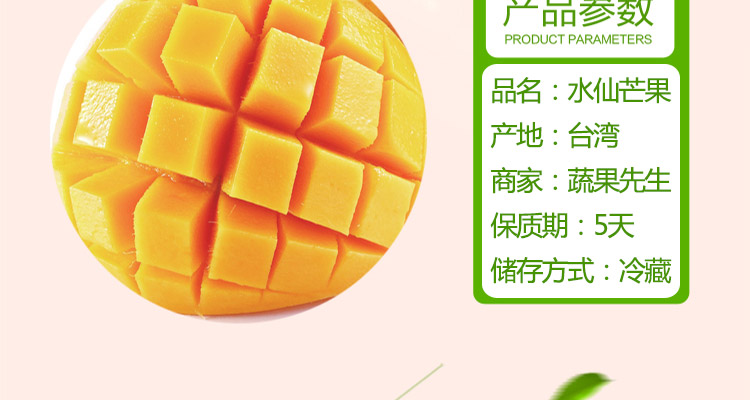 产品参数
PRODUCT PARAMETERS
品名：水仙芒果
产地：台湾
商家：蔬果先生
保质期：5天
储存方式：冷藏